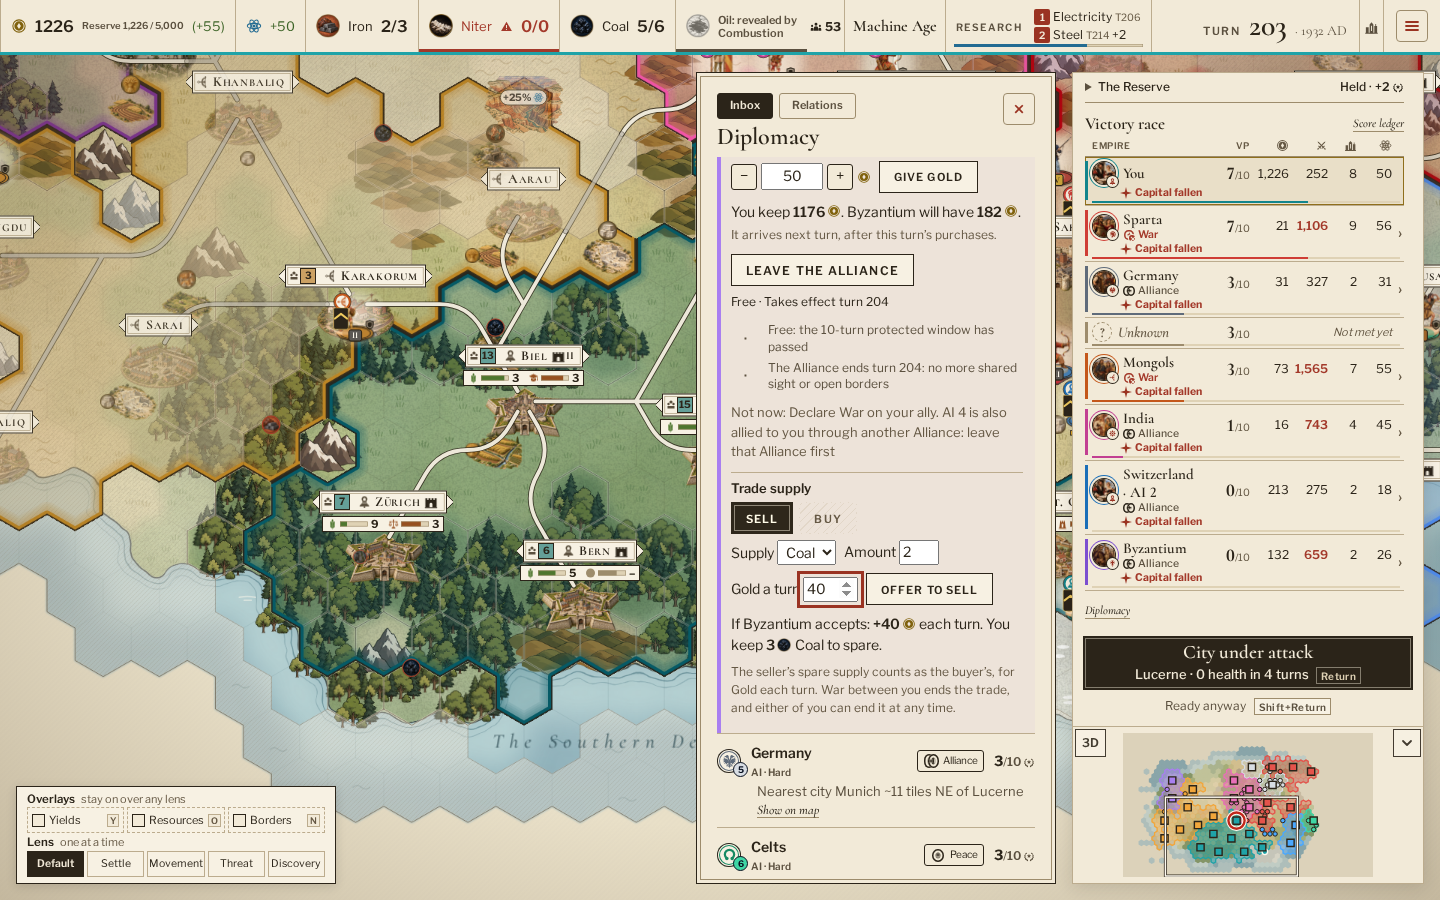 1226 Reserve 1,226 / 5,000 (+55)
+50
Iron 2/3
Niter 0/0
Coal 5/6
Oil: revealed by
Combustion
53
Machine Age
RESEARCH
1 Electricity T206
2 Steel T214 +2
TURN 203 · 1932 AD
KHANBALIQ
+25%
AARAU
3 KARAKORUM
SARAI
II
13 BIEL II
3 3
15
7 ZÜRICH
9 3
6 BERN
5 –
The Southern De
Overlays stay on over any lens
Yields Y
Resources O
Borders N
Lens one at a time
Default
Settle
Movement
Threat
Discovery
Inbox
Relations
×
Diplomacy
− 50 + GIVE GOLD
You keep 1176. Byzantium will have 182.
It arrives next turn, after this turn's purchases.
LEAVE THE ALLIANCE
Free · Takes effect turn 204
· Free: the 10-turn protected window has
passed
· The Alliance ends turn 204: no more shared
sight or open borders
Not now: Declare War on your ally. AI 4 is also
allied to you through another Alliance: leave
that Alliance first
Trade supply
SELL
BUY
Supply Coal Amount 2
Gold a turn 40 OFFER TO SELL
If Byzantium accepts: +40 each turn. You
keep 3 Coal to spare.
The seller's spare supply counts as the buyer's, for
Gold each turn. War between you ends the trade,
and either of you can end it at any time.
Germany
5 AI · Hard
Alliance 3/10
Nearest city Munich ~11 tiles NE of Lucerne
Show on map
Celts
6 AI · Hard
Peace 3/10
The Reserve Held · +2
Victory race Score ledger
EMPIRE VP
You 7/10 1,226 252 8 50
Capital fallen
Sparta 7/10 21 1,106 9 56
War
Capital fallen
Germany 3/10 31 327 2 31 ›
Alliance
Capital fallen
? Unknown 3/10 Not met yet
Mongols 3/10 73 1,565 7 55 ›
War
Capital fallen
India 1/10 16 743 4 45 ›
Alliance
Capital fallen
Switzerland
· AI 2 0/10 213 275 2 18 ›
Alliance
Capital fallen
Byzantium 0/10 132 659 2 26 ›
Alliance
Capital fallen
Diplomacy
City under attack
Lucerne · 0 health in 4 turns Return
Ready anyway Shift+Return
3D